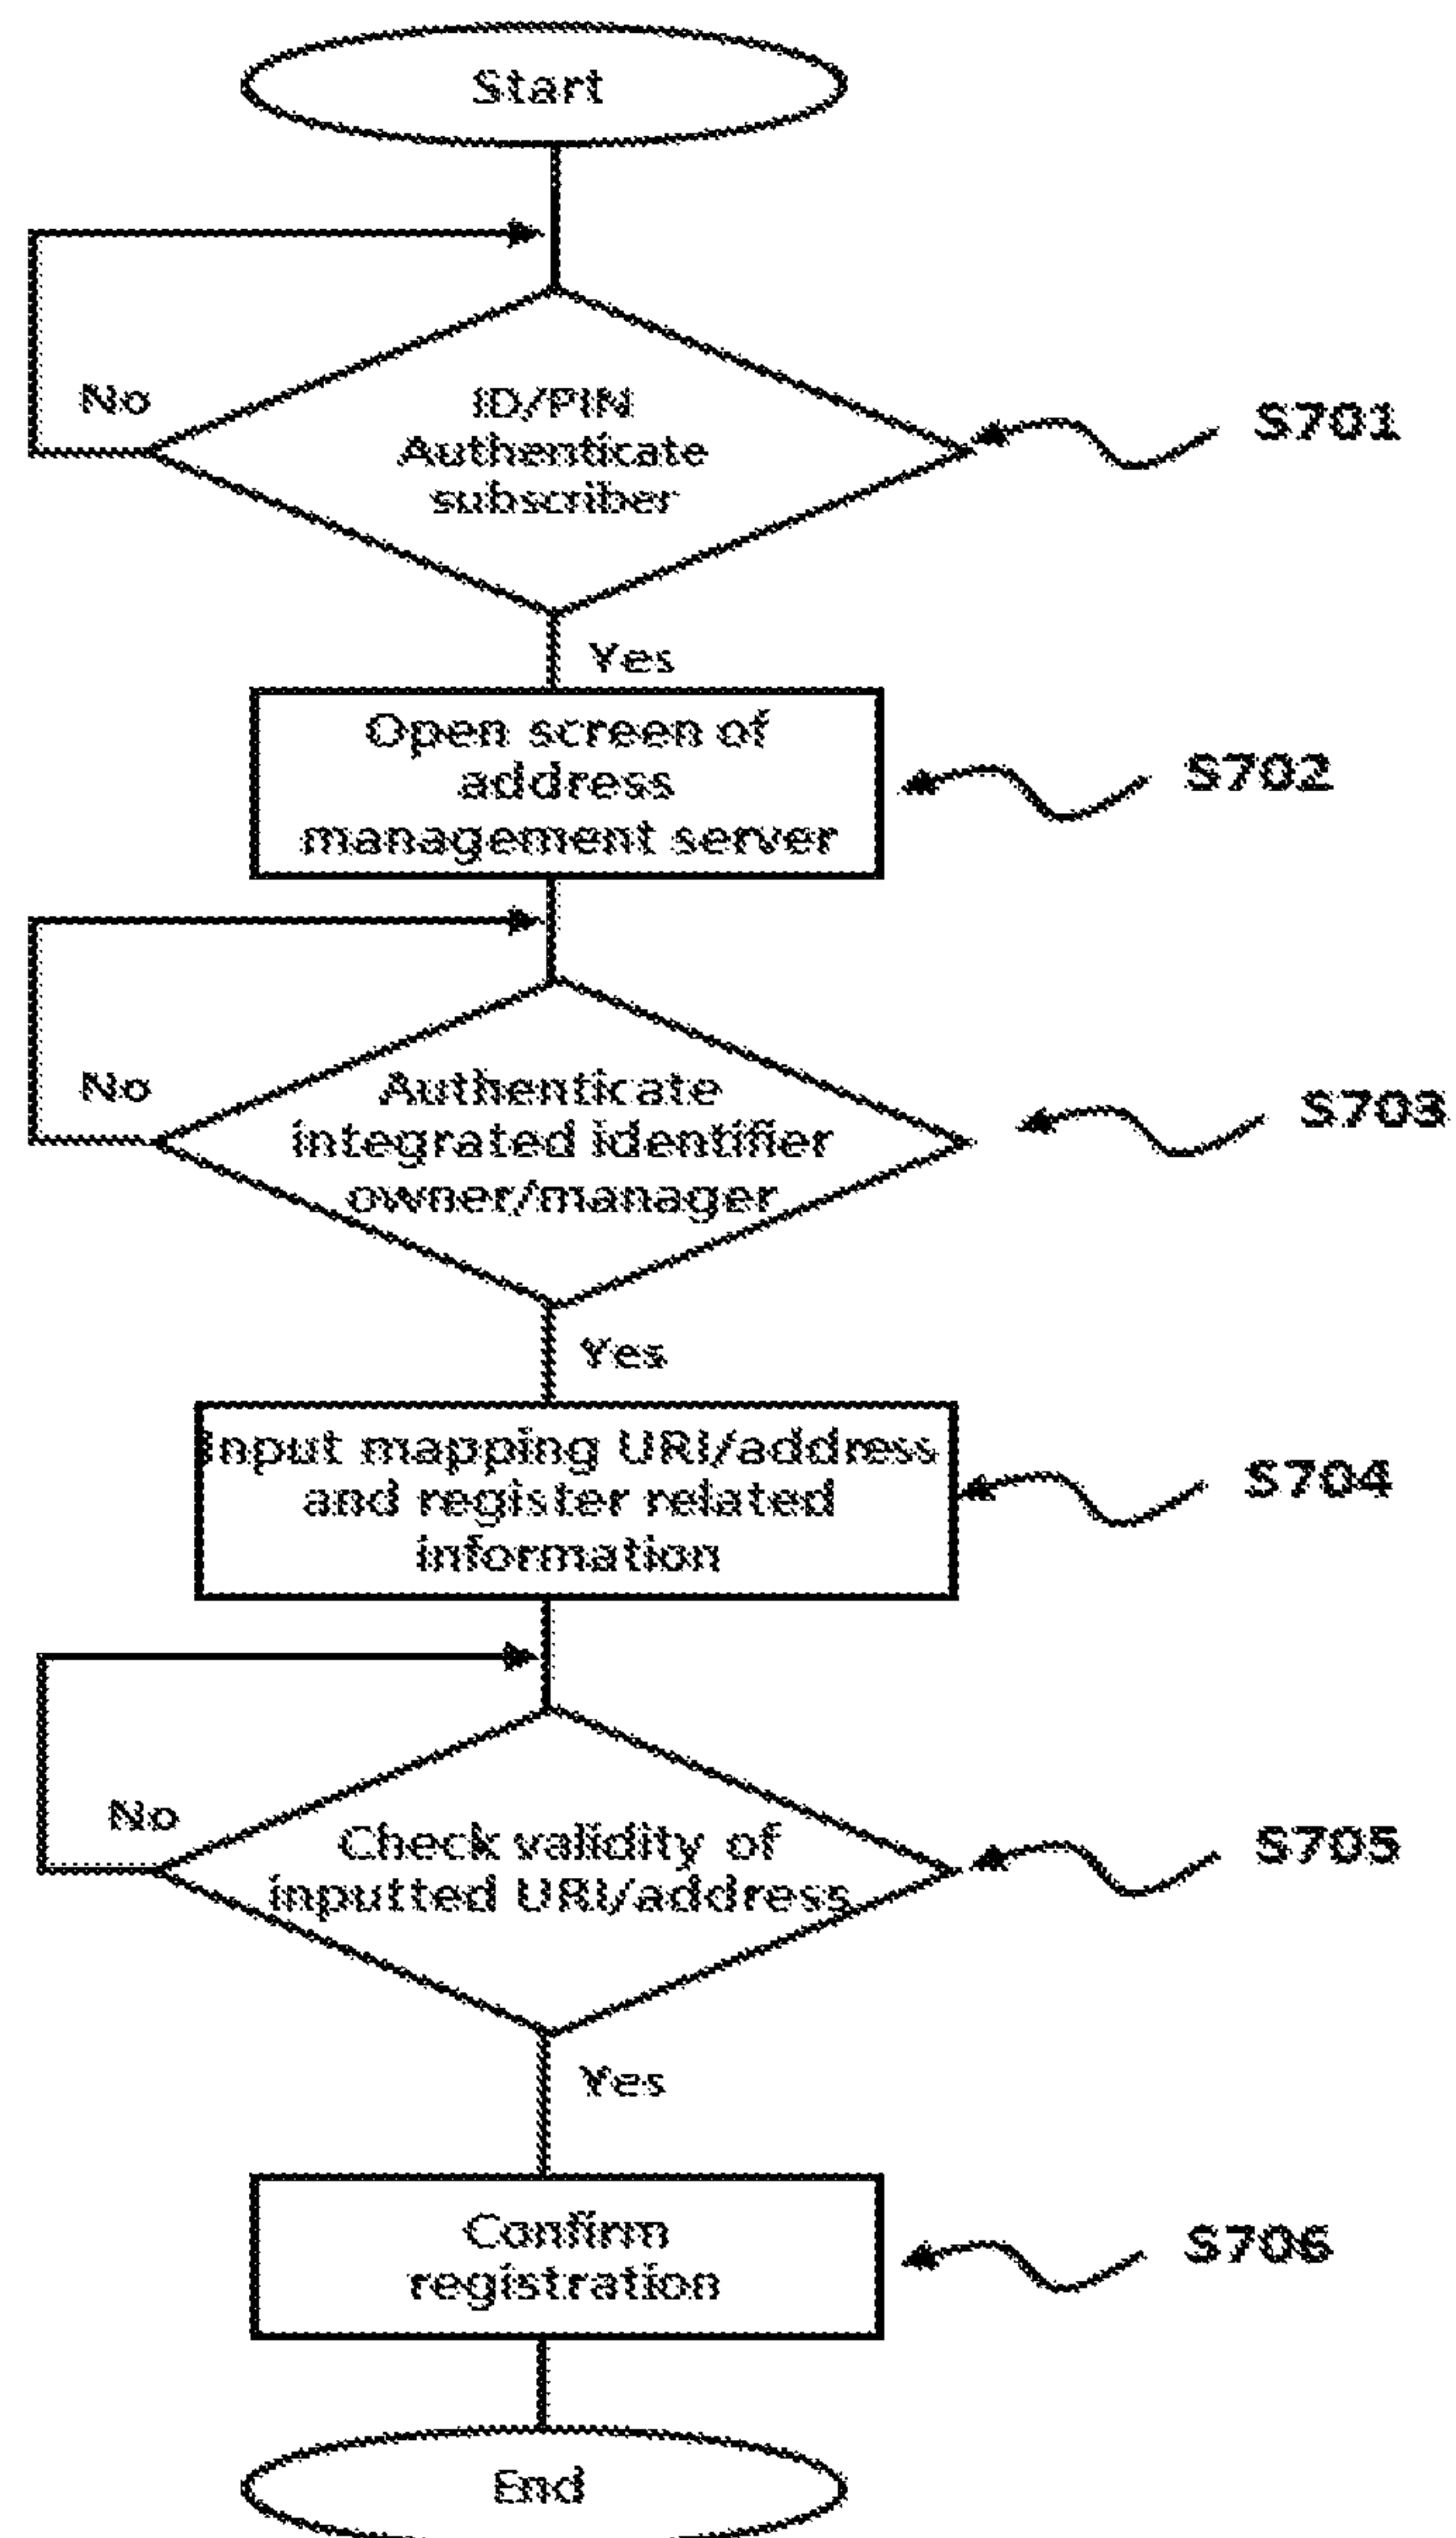 Start
No
ID/PIN
Authenticate
subscriber
S701
Yes
Open screen of
address
management server
S702
No
Authenticate
integrated identifier
owner/manager
S703
Yes
Input mapping URI/address
and register related
information
S704
No
Check validity of
inputted URI/address
S705
Yes
Confirm
registration
S706
End